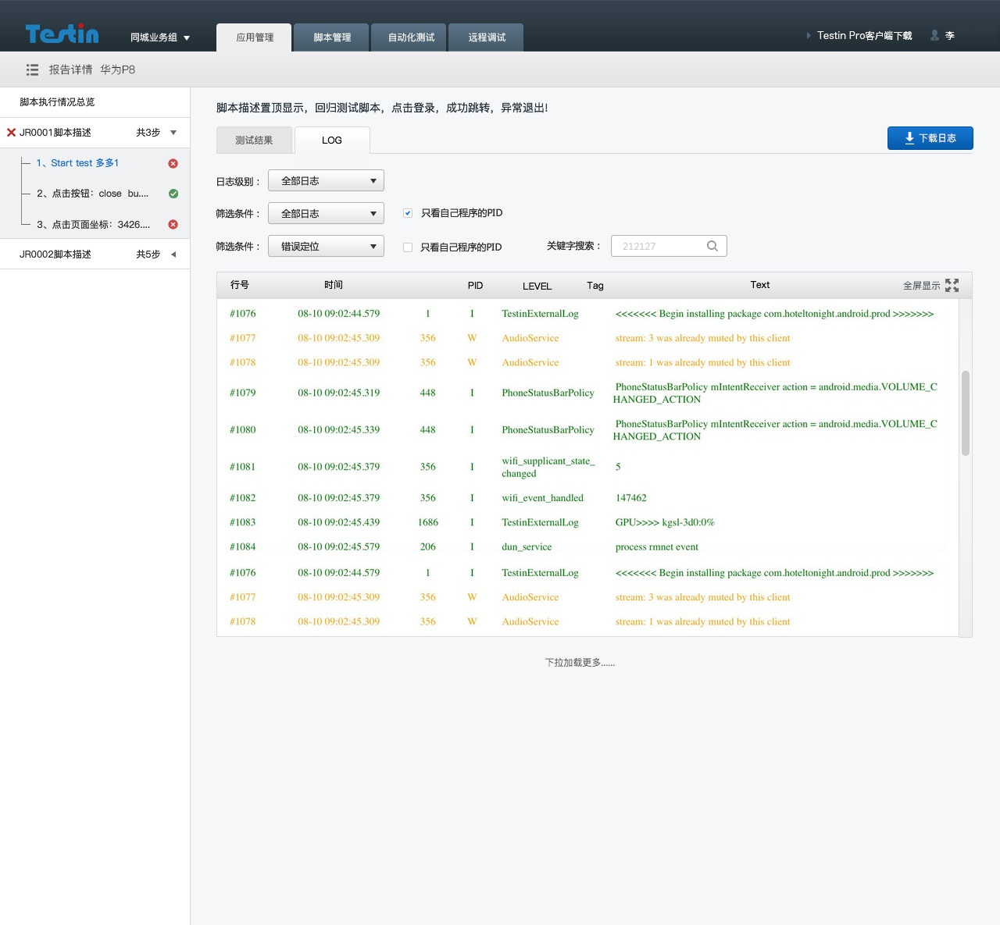 Testin
同城业务组
应用管理
脚本管理
自动化测试
远程调试
Testin Pro客户端下载
李
报告详情 华为P8
脚本执行情况总览
JR0001脚本描述 共3步
1、Start test 多多1
2、点击按钮：close bu....
3、点击页面坐标：3426....
JR0002脚本描述 共5步
脚本描述置顶显示，回归测试脚本，点击登录，成功跳转，异常退出!
测试结果
LOG
下载日志
日志级别： 全部日志
筛选条件： 全部日志 只看自己程序的PID
筛选条件： 错误定位 只看自己程序的PID 关键字搜索： 212127
行号 时间 PID LEVEL Tag Text 全屏显示
#1076 08-10 09:02:44.579 1 I TestinExternalLog <<<<<<< Begin installing package com.hoteltonight.android.prod >>>>>>>
#1077 08-10 09:02:45.309 356 W AudioService stream: 3 was already muted by this client
#1078 08-10 09:02:45.309 356 W AudioService stream: 1 was already muted by this client
#1079 08-10 09:02:45.319 448 I PhoneStatusBarPolicy PhoneStatusBarPolicy mIntentReceiver action = android.media.VOLUME_C
HANGED_ACTION
#1080 08-10 09:02:45.339 448 I PhoneStatusBarPolicy PhoneStatusBarPolicy mIntentReceiver action = android.media.VOLUME_C
HANGED_ACTION
#1081 08-10 09:02:45.379 356 I wifi_supplicant_state_
changed 5
#1082 08-10 09:02:45.379 356 I wifi_event_handled 147462
#1083 08-10 09:02:45.439 1686 I TestinExternalLog GPU>>>> kgsl-3d0:0%
#1084 08-10 09:02:45.579 206 I dun_service process rmnet event
#1076 08-10 09:02:44.579 1 I TestinExternalLog <<<<<<< Begin installing package com.hoteltonight.android.prod >>>>>>>
#1077 08-10 09:02:45.309 356 W AudioService stream: 3 was already muted by this client
#1078 08-10 09:02:45.309 356 W AudioService stream: 1 was already muted by this client
下拉加载更多......